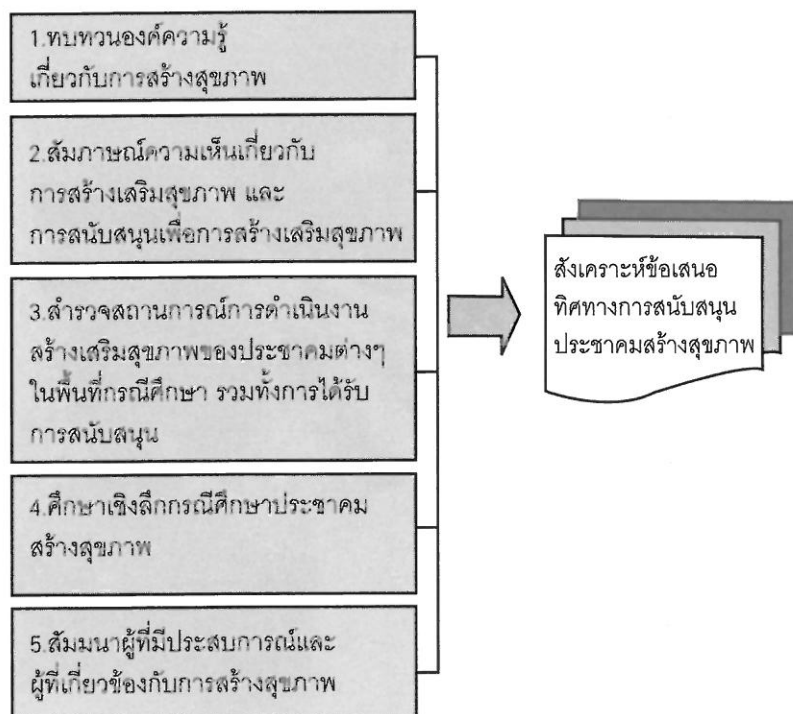 1.ทบทวนองค์ความรู้
เกี่ยวกับการสร้างสุขภาพ
2.สัมภาษณ์ความเห็นเกี่ยวกับ
การสร้างเสริมสุขภาพ และ
การสนับสนุนเพื่อการสร้างเสริมสุขภาพ
3.สำรวจสถานการณ์การดำเนินงาน
สร้างเสริมสุขภาพของประชาคมต่างๆ
ในพื้นที่กรณีศึกษา รวมทั้งการได้รับ
การสนับสนุน
4.ศึกษาเชิงลึกกรณีศึกษาประชาคม
สร้างสุขภาพ
5.สัมมนาผู้ที่มีประสบการณ์และ
ผู้ที่เกี่ยวข้องกับการสร้างสุขภาพ
สังเคราะห์ข้อเสนอ
ทิศทางการสนับสนุน
ประชาคมสร้างสุขภาพ